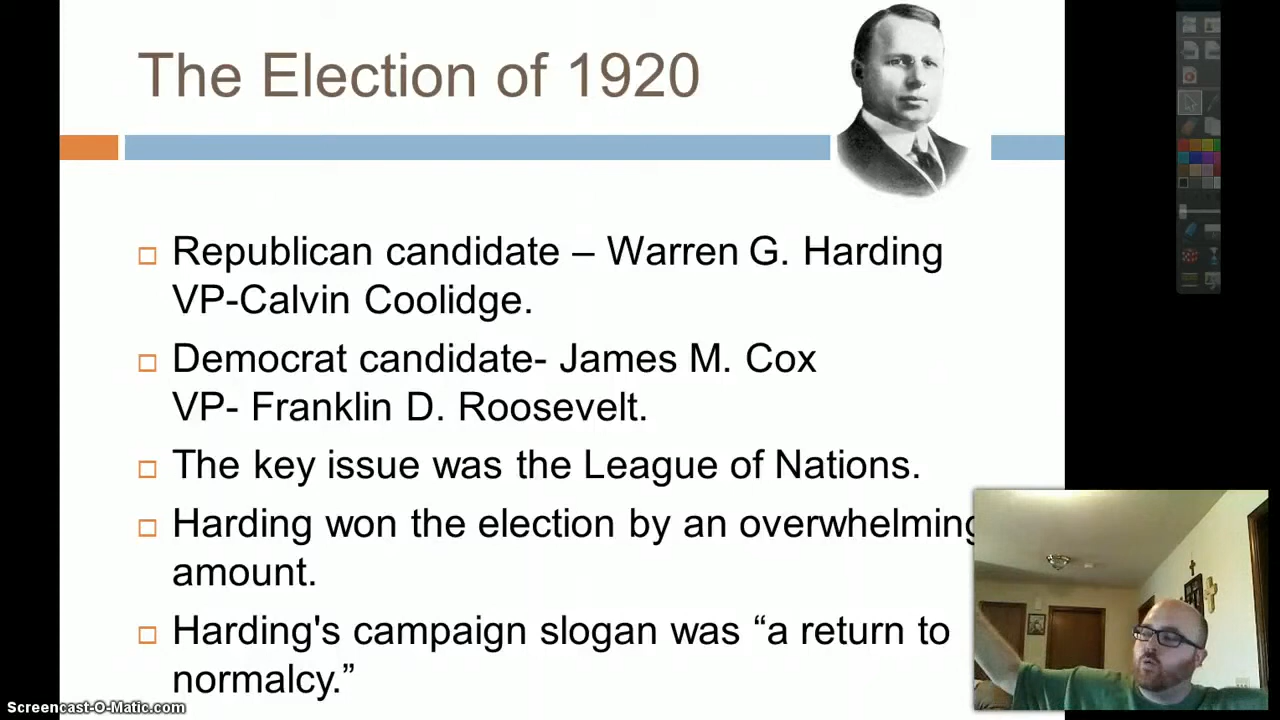 The Election of 1920
Republican candidate – Warren G. Harding
VP-Calvin Coolidge.
Democrat candidate- James M. Cox
VP- Franklin D. Roosevelt.
The key issue was the League of Nations.
Harding won the election by an overwhelming
amount.
Harding's campaign slogan was “a return to
normalcy.”
Screencast-O-Matic.com